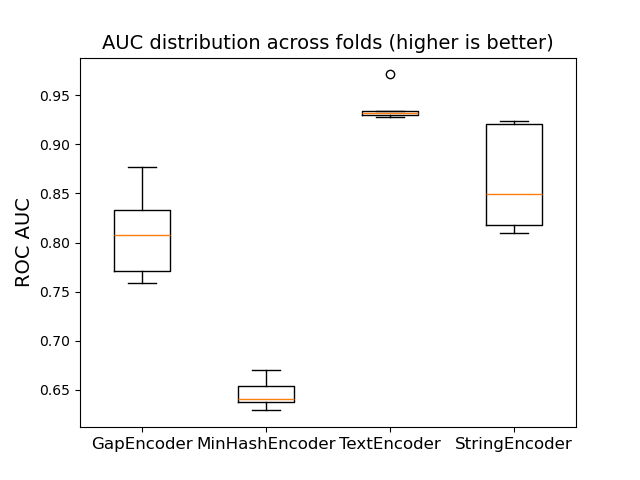 AUC distribution across folds (higher is better)
ROC AUC
0.95
0.90
0.85
0.80
0.75
0.70
0.65
GapEncoder MinHashEncoder TextEncoder StringEncoder